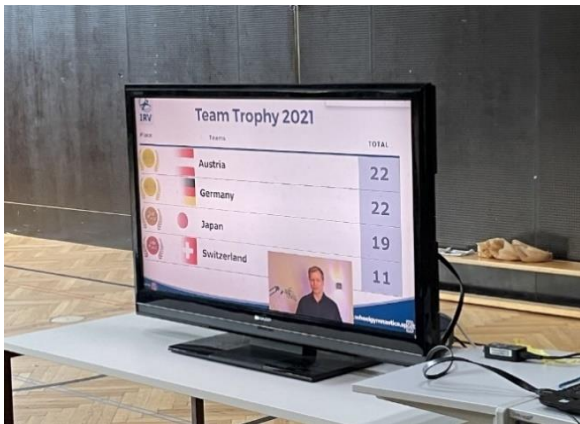 IRV
Team Trophy 2021
Place Teams TOTAL
Austria 22
Germany 22
Japan 19
Switzerland 11